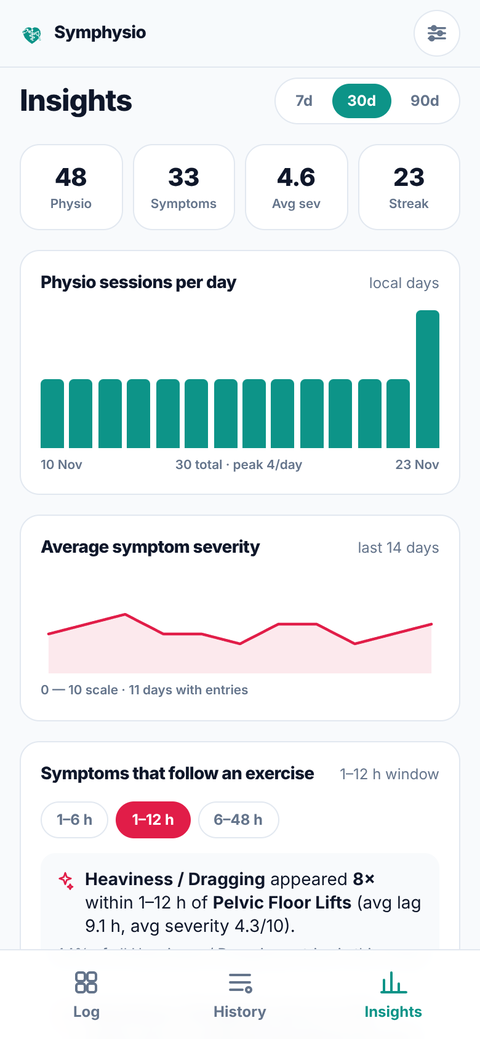 Symphysio
Insights
7d 30d 90d
48 33 4.6 23
Physio Symptoms Avg sev Streak
Physio sessions per day local days
10 Nov 30 total · peak 4/day 23 Nov
Average symptom severity last 14 days
0 — 10 scale · 11 days with entries
Symptoms that follow an exercise 1–12 h window
1–6 h 1–12 h 6–48 h
Heaviness / Dragging appeared 8×
within 1–12 h of Pelvic Floor Lifts (avg lag
9.1 h, avg severity 4.3/10).
Log History Insights